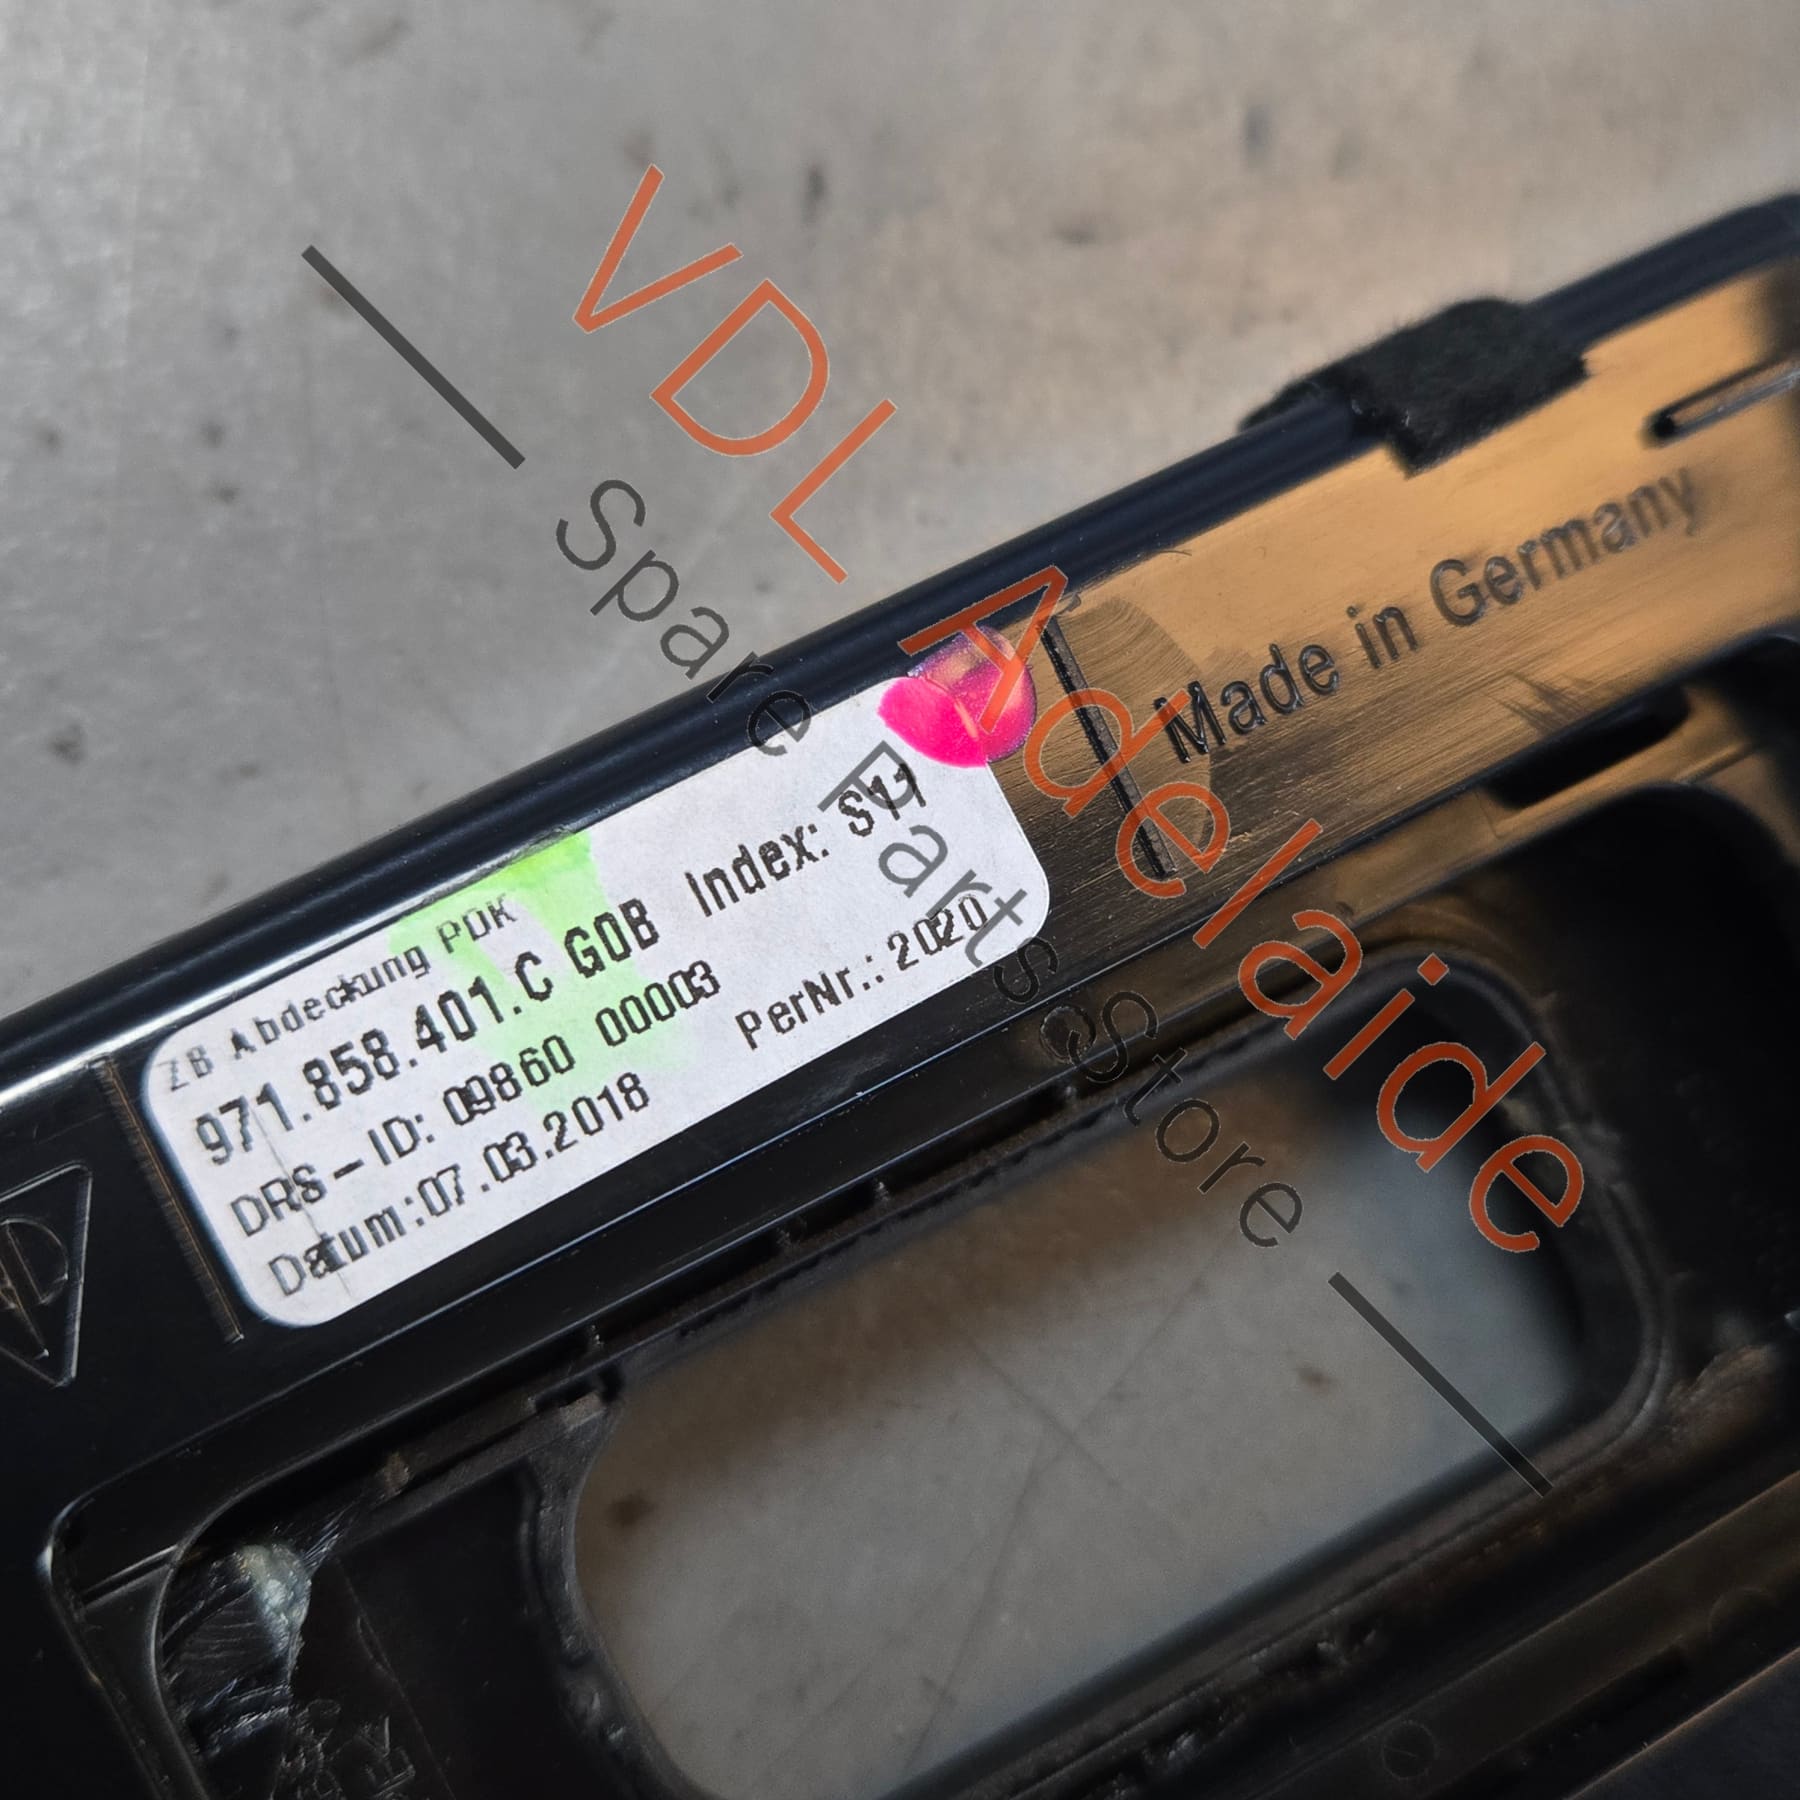 VDL Adelaide
Spare Parts Store
ZB Abdeckung PDK
971.858.401.C G0B Index: S11
DRS-ID: 09860 00003
Datum:07.03.2018 PerNr.: 2020
Made in Germany